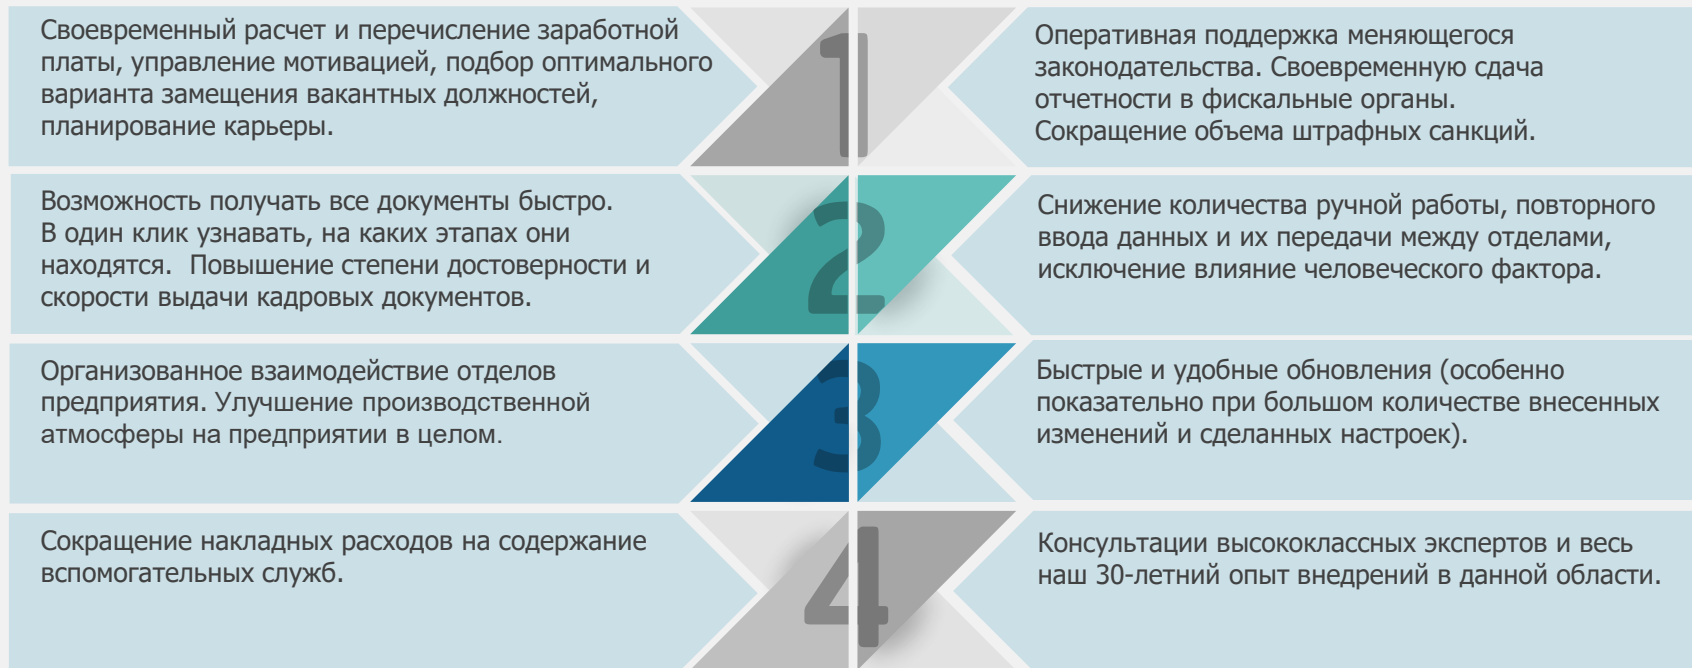 Своевременный расчет и перечисление заработной
платы, управление мотивацией, подбор оптимального
варианта замещения вакантных должностей,
планирование карьеры.
1
Оперативная поддержка меняющегося
законодательства. Своевременную сдача
отчетности в фискальные органы.
Сокращение объема штрафных санкций.
Возможность получать все документы быстро.
В один клик узнавать, на каких этапах они
находятся.  Повышение степени достоверности и
скорости выдачи кадровых документов.
2
Снижение количества ручной работы, повторного
ввода данных и их передачи между отделами,
исключение влияние человеческого фактора.
Организованное взаимодействие отделов
предприятия. Улучшение производственной
атмосферы на предприятии в целом.
3
Быстрые и удобные обновления (особенно
показательно при большом количестве внесенных
изменений и сделанных настроек).
Сокращение накладных расходов на содержание
вспомогательных служб.
4
Консультации высококлассных экспертов и весь
наш 30-летний опыт внедрений в данной области.